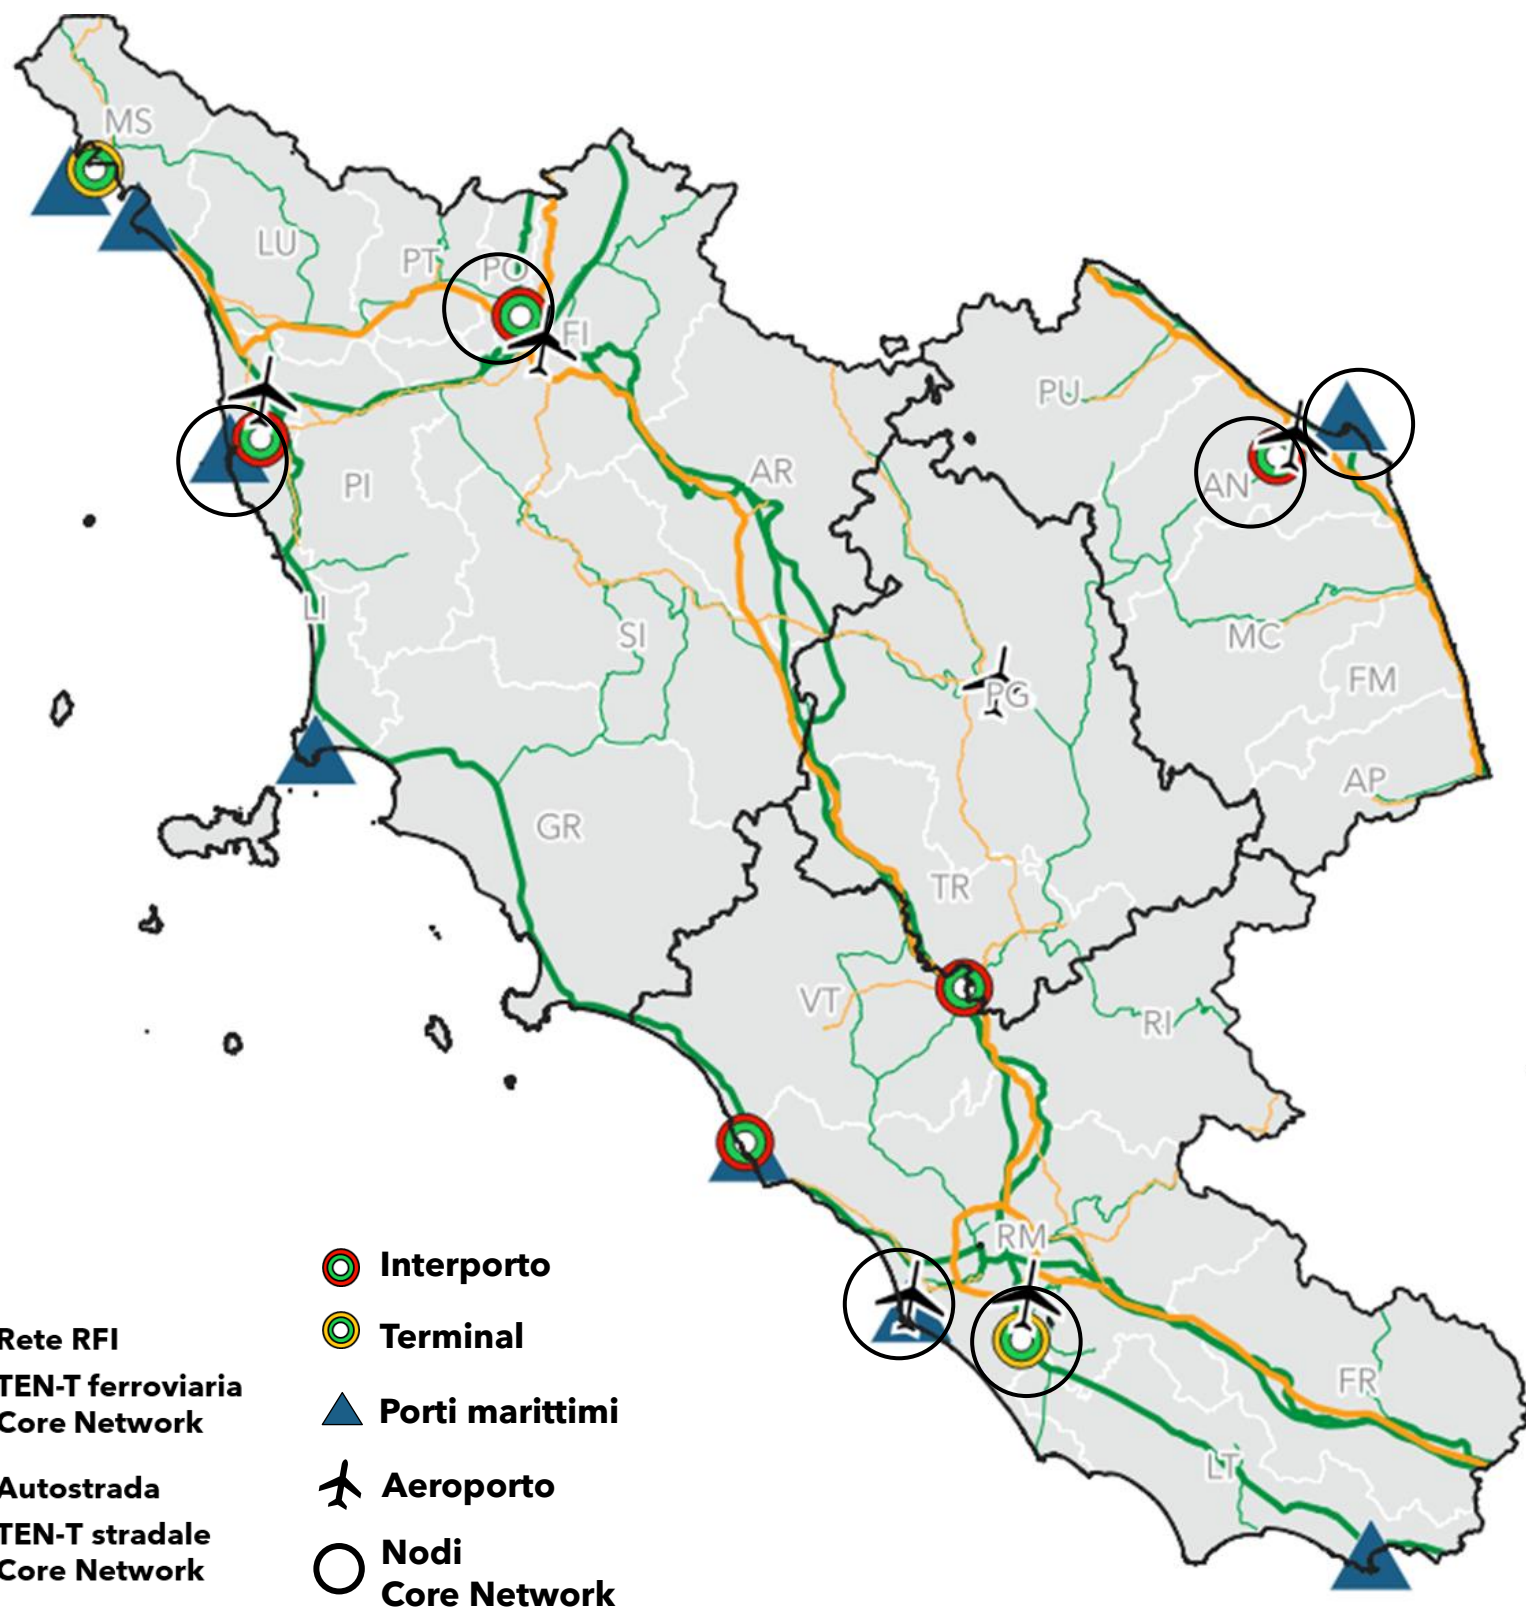 MS
LU
PT
PO
FI
PU
PI
AR
AN
LI
SI
MC
FM
PG
AP
GR
TR
VT
RI
RM
FR
LT
Interporto
Terminal
Porti marittimi
Aeroporto
Nodi
Core Network
Rete RFI
TEN-T ferroviaria
Core Network
Autostrada
TEN-T stradale
Core Network